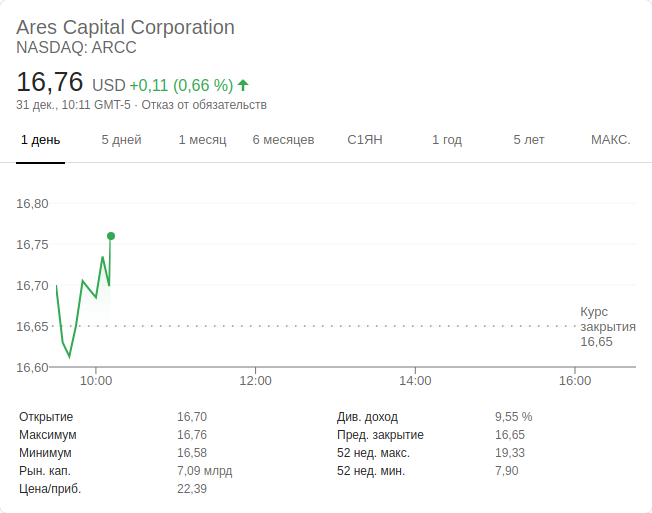 Ares Capital Corporation
NASDAQ: ARCC
16,76 USD +0,11 (0,66 %)
31 дек., 10:11 GMT-5 · Отказ от обязательств
1 день 5 дней 1 месяц 6 месяцев С1ЯН 1 год 5 лет МАКС.
16,80
16,75
16,70
16,65
16,60
Курс
закрытия
16,65
10:00 12:00 14:00 16:00
Открытие 16,70 Див. доход 9,55 %
Максимум 16,76 Пред. закрытие 16,65
Минимум 16,58 52 нед. макс. 19,33
Рын. кап. 7,09 млрд 52 нед. мин. 7,90
Цена/приб. 22,39